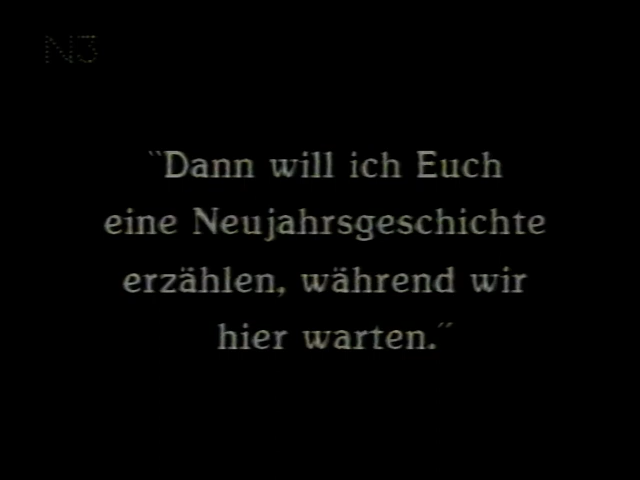 N3
``Dann will ich Euch
eine Neujahrsgeschichte
erzählen, während wir
hier warten.´´